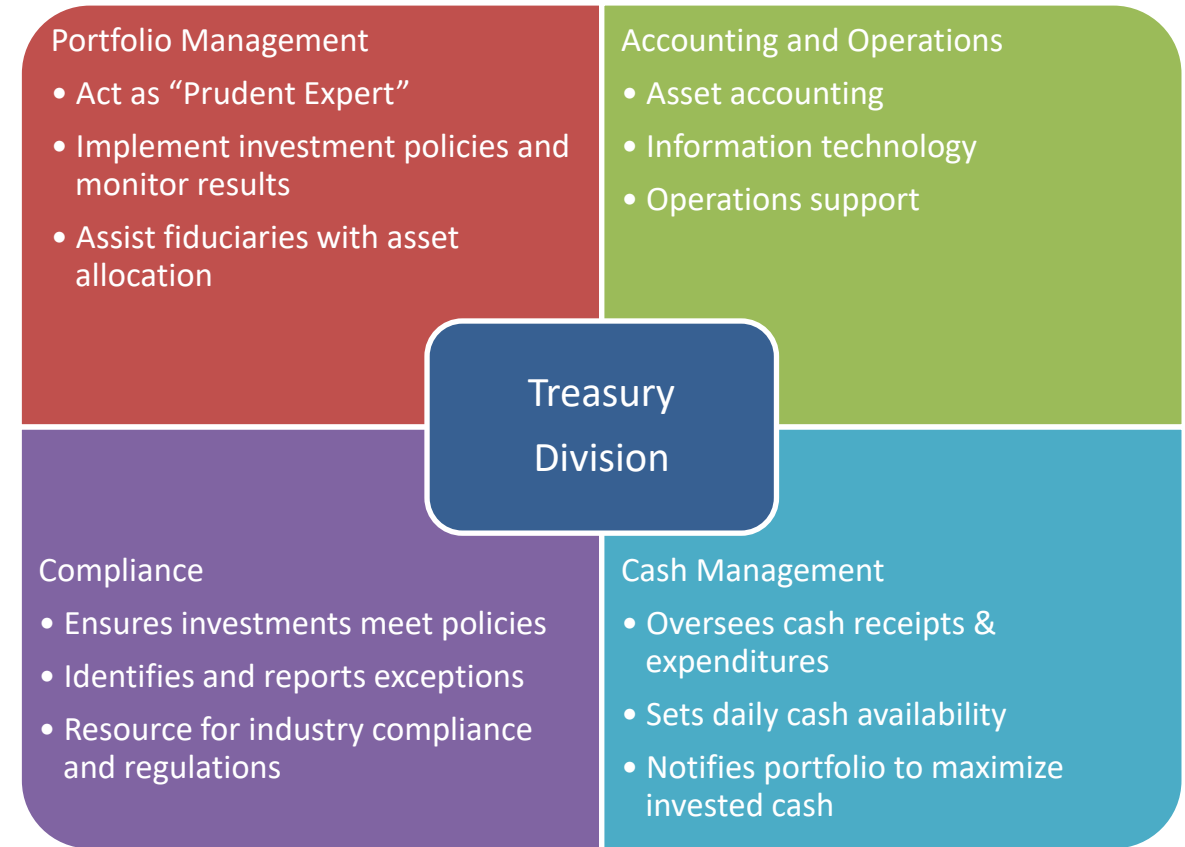 Portfolio Management
• Act as “Prudent Expert”
• Implement investment policies and
monitor results
• Assist fiduciaries with asset
allocation
Accounting and Operations
• Asset accounting
• Information technology
• Operations support
Treasury
Division
Compliance
• Ensures investments meet policies
• Identifies and reports exceptions
• Resource for industry compliance
and regulations
Cash Management
• Oversees cash receipts &
expenditures
• Sets daily cash availability
• Notifies portfolio to maximize
invested cash